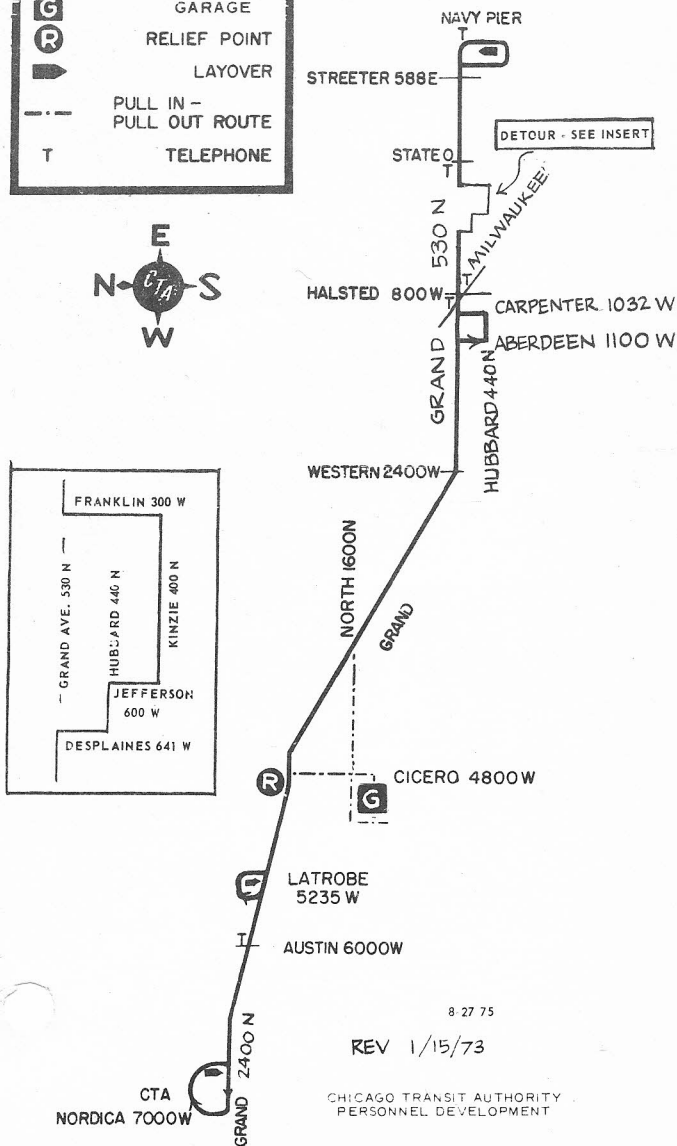 G GARAGE
R RELIEF POINT
LAYOVER
PULL IN -
PULL OUT ROUTE
T TELEPHONE
E
N CTA S
W
NAVY PIER
T
STREETER 588E
DETOUR - SEE INSERT
STATE 0
T
530 N
MILWAUKEE
T
HALSTED 800W
T
CARPENTER 1032 W
ABERDEEN 1100 W
GRAND
HUBBARD 440N
WESTERN 2400W
NORTH 1600N
GRAND
FRANKLIN 300 W
GRAND AVE. 530 N
HUBBARD 440 N
KINZIE 400 N
JEFFERSON
600 W
DESPLAINES 641 W
R
CICERO 4800W
G
LATROBE
5235 W
T
AUSTIN 6000W
GRAND 2400 N
CTA
NORDICA 7000W
8-27 75
REV 1/15/73
CHICAGO TRANSIT AUTHORITY
PERSONNEL DEVELOPMENT